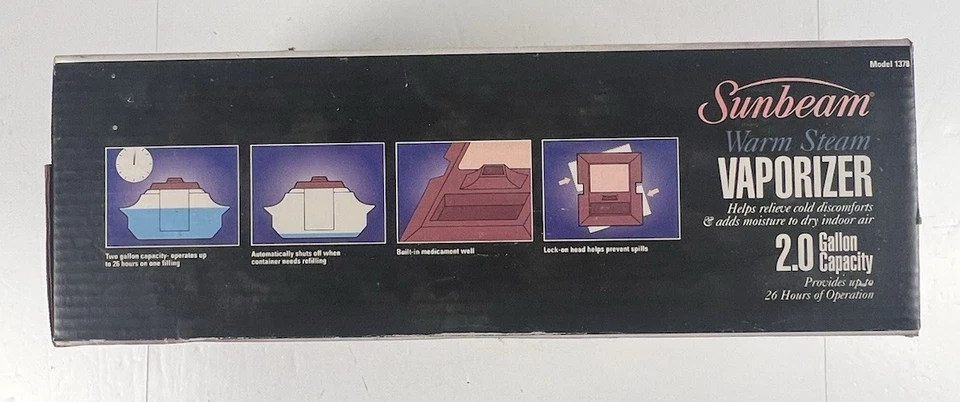 Model 1378
Sunbeam®
Warm Steam
VAPORIZER
Helps relieve cold discomforts
& adds moisture to dry indoor air
2.0 Gallon
Capacity
Provides up to
26 Hours of Operation
Two gallon capacity- operates up
to 26 hours on one filling
Automatically shuts off when
container needs refilling
Built-in medicament well
Lock-on head helps prevent spills